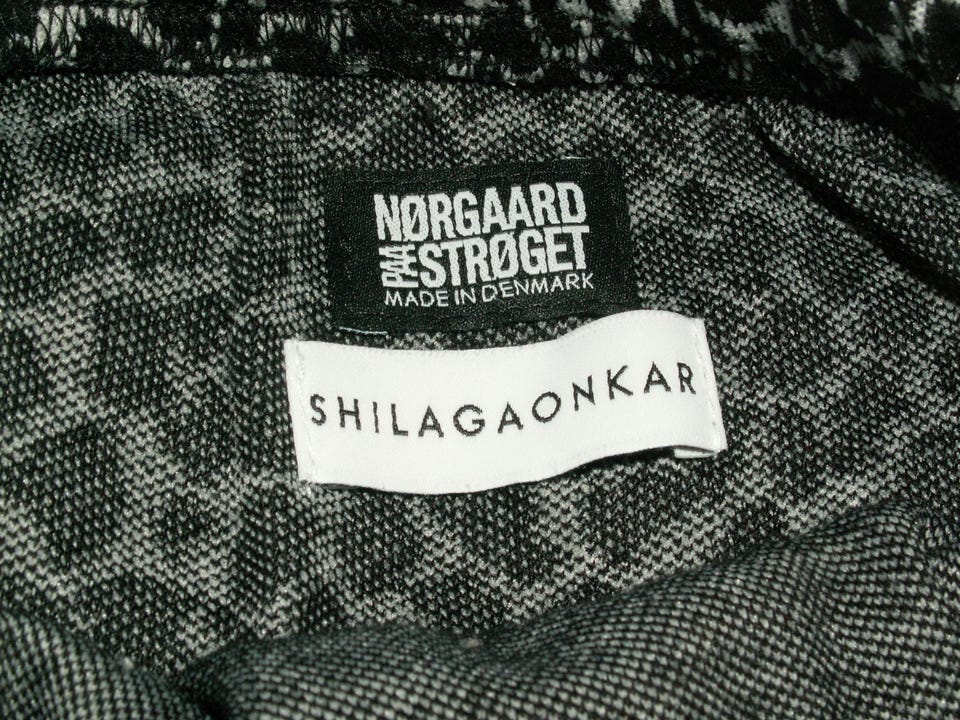 NØRGAARD
PAA STRØGET
MADE IN DENMARK
SHILAGAONKAR